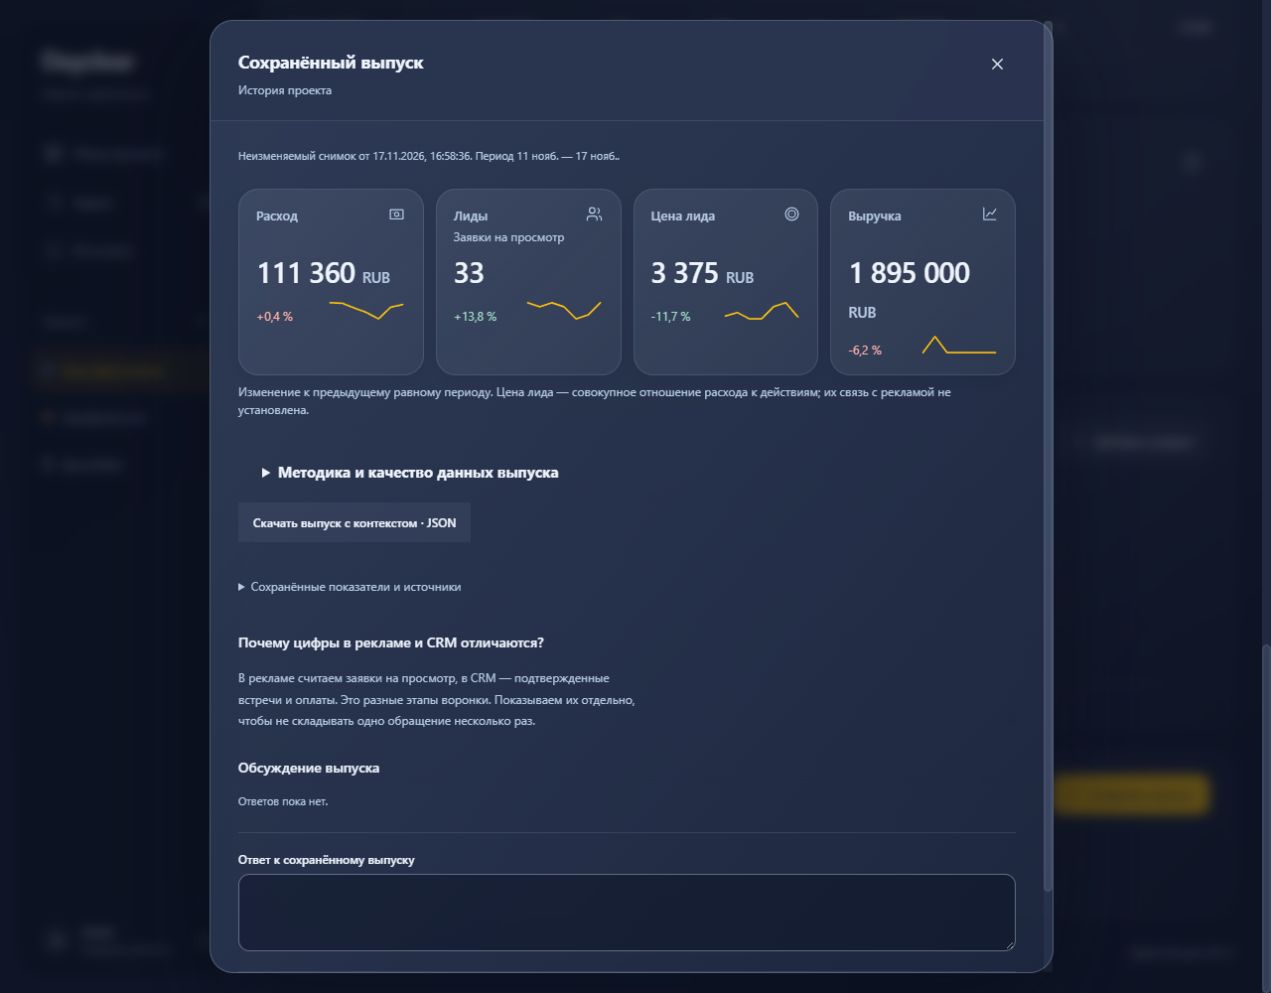 Сохранённый выпуск
История проекта
Неизменяемый снимок от 17.11.2026, 16:58:36. Период 11 нояб. — 17 нояб..
Расход
111 360 RUB
+0,4 %
Лиды
Заявки на просмотр
33
+13,8 %
Цена лида
3 375 RUB
-11,7 %
Выручка
1 895 000
RUB
-6,2 %
Изменение к предыдущему равному периоду. Цена лида — совокупное отношение расхода к действиям; их связь с рекламой не
установлена.
Методика и качество данных выпуска
Скачать выпуск с контекстом · JSON
Сохранённые показатели и источники
Почему цифры в рекламе и CRM отличаются?
В рекламе считаем заявки на просмотр, в CRM — подтвержденные
встречи и оплаты. Это разные этапы воронки. Показываем их отдельно,
чтобы не складывать одно обращение несколько раз.
Обсуждение выпуска
Ответов пока нет.
Ответ к сохранённому выпуску